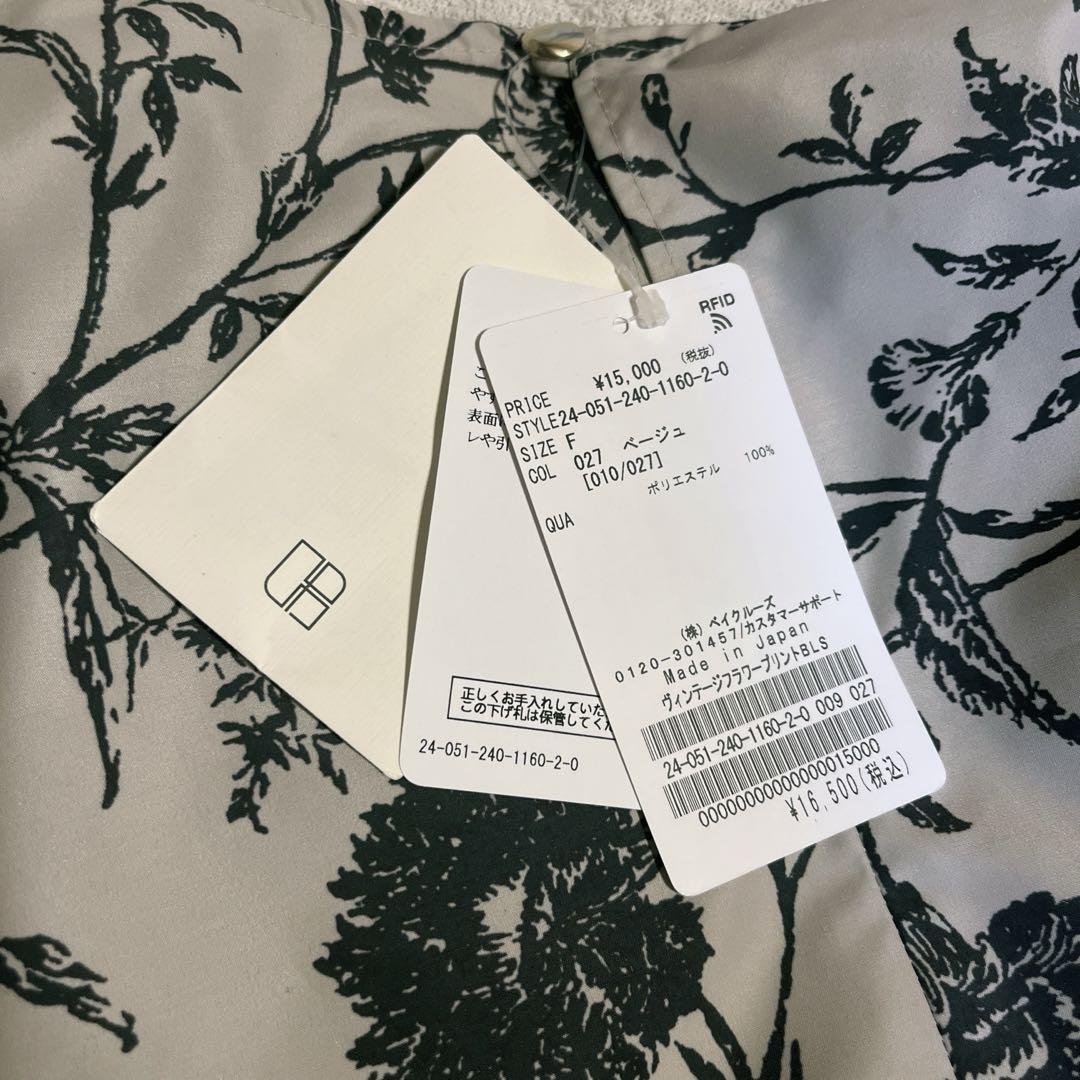 RFID
PRICE ¥15,000 (税抜)
STYLE24-051-240-1160-2-0
SIZE F
COL 027 ベージュ
[010/027]
ポリエステル 100%
QUA
(株) ベイクルーズ
0120-301457/カスタマーサポート
Made in Japan
ヴィンテージフラワープリントBLS
24-051-240-1160-2-0 009 027
0000000000000015000
¥16,500(税込)
こ
や
表面
レや引
正しくお手入れしていた
この下げ札は保管してく
24-051-240-1160-2-0